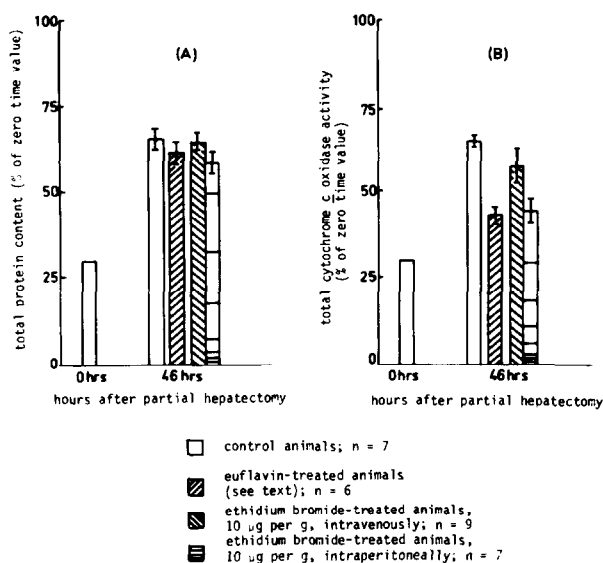 (A)
total protein content (% of zero time value)
100
75
50
25
0
0hrs
46hrs
hours after partial hepatectomy
(B)
total cytochrome c oxidase activity
(% of zero time value)
100
75
50
25
0
0hrs
46hrs
hours after partial hepatectomy
control animals; n = 7
euflavin-treated animals
(see text); n = 6
ethidium bromide-treated animals,
10 µg per g, intravenously; n = 9
ethidium bromide-treated animals,
10 µg per g, intraperitoneally; n = 7